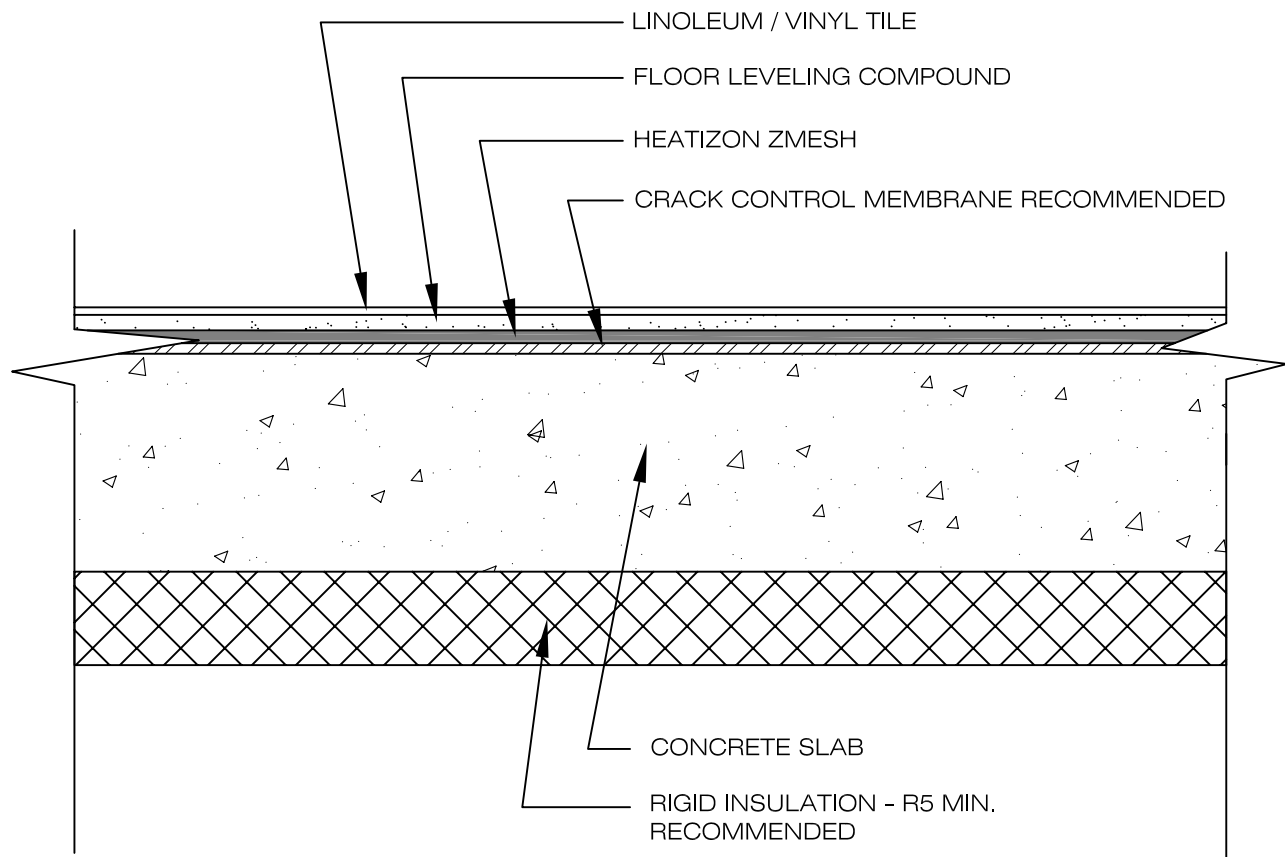 LINOLEUM / VINYL TILE
FLOOR LEVELING COMPOUND
HEATIZON ZMESH
CRACK CONTROL MEMBRANE RECOMMENDED
CONCRETE SLAB
RIGID INSULATION - R5 MIN.
RECOMMENDED